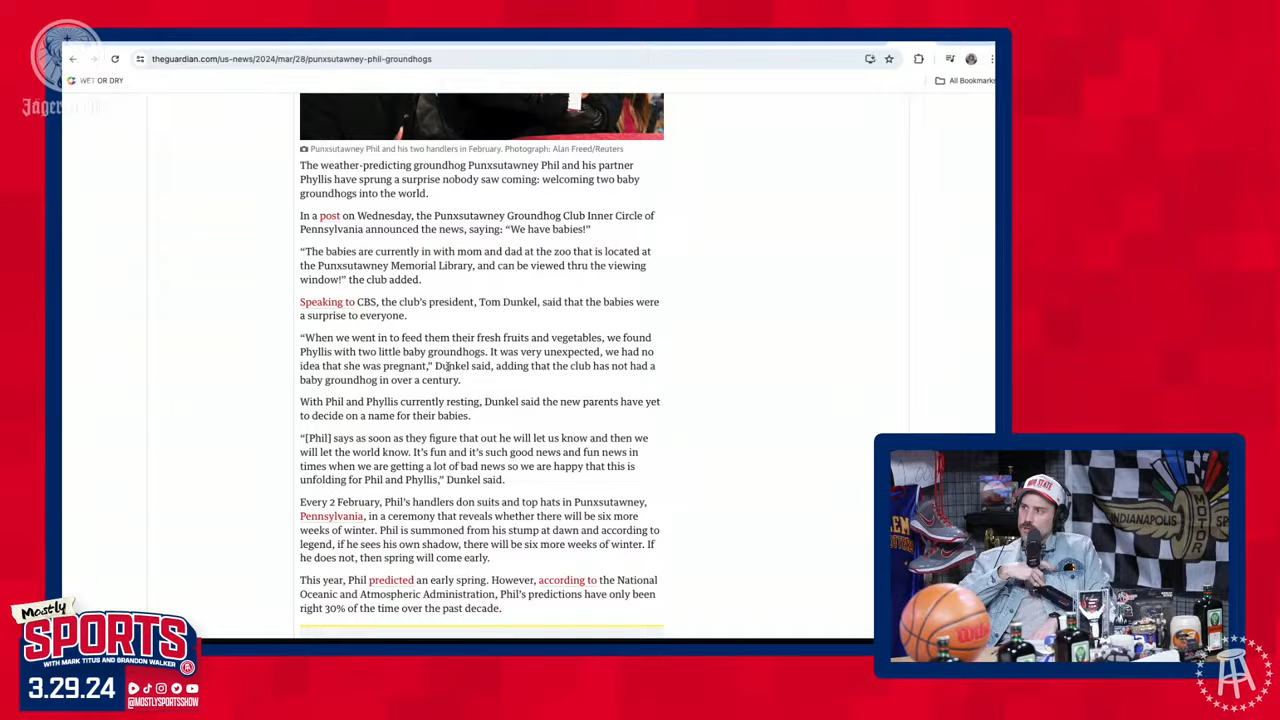 Jägermeister
theguardian.com/us-news/2024/mar/28/punxsutawney-phil-groundhogs
WET OR DRY
All Bookmarks
Punxsutawney Phil and his two handlers in February. Photograph: Alan Freed/Reuters
The weather-predicting groundhog Punxsutawney Phil and his partner
Phyllis have sprung a surprise nobody saw coming: welcoming two baby
groundhogs into the world.
In a post on Wednesday, the Punxsutawney Groundhog Club Inner Circle of
Pennsylvania announced the news, saying: “We have babies!”
“The babies are currently in with mom and dad at the zoo that is located at
the Punxsutawney Memorial Library, and can be viewed thru the viewing
window!” the club added.
Speaking to CBS, the club’s president, Tom Dunkel, said that the babies were
a surprise to everyone.
“When we went in to feed them their fresh fruits and vegetables, we found
Phyllis with two little baby groundhogs. It was very unexpected, we had no
idea that she was pregnant,” Dunkel said, adding that the club has not had a
baby groundhog in over a century.
With Phil and Phyllis currently resting, Dunkel said the new parents have yet
to decide on a name for their babies.
“[Phil] says as soon as they figure that out he will let us know and then we
will let the world know. It’s fun and it’s such good news and fun news in
times when we are getting a lot of bad news so we are happy that this is
unfolding for Phil and Phyllis,” Dunkel said.
Every 2 February, Phil’s handlers don suits and top hats in Punxsutawney,
Pennsylvania, in a ceremony that reveals whether there will be six more
weeks of winter. Phil is summoned from his stump at dawn and according to
legend, if he sees his own shadow, there will be six more weeks of winter. If
he does not, then spring will come early.
This year, Phil predicted an early spring. However, according to the National
Oceanic and Atmospheric Administration, Phil’s predictions have only been
right 30% of the time over the past decade.
INDIANAPOLIS
MOTOR
Mostly
SPORTS
WITH MARK TITUS AND BRANDON WALKER
3.29.24
@MOSTLYSPORTSSHOW